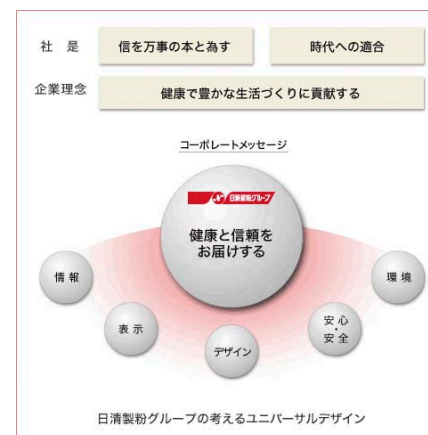 社 是
信を万事の本と為す
時代への適合
企業理念
健康で豊かな生活づくりに貢献する
コーポレートメッセージ
日清製粉グループ
健康と信頼を
お届けする
情 報
環 境
表 示
安 心
・
安 全
デザイン
日清製粉グループの考えるユニバーサルデザイン